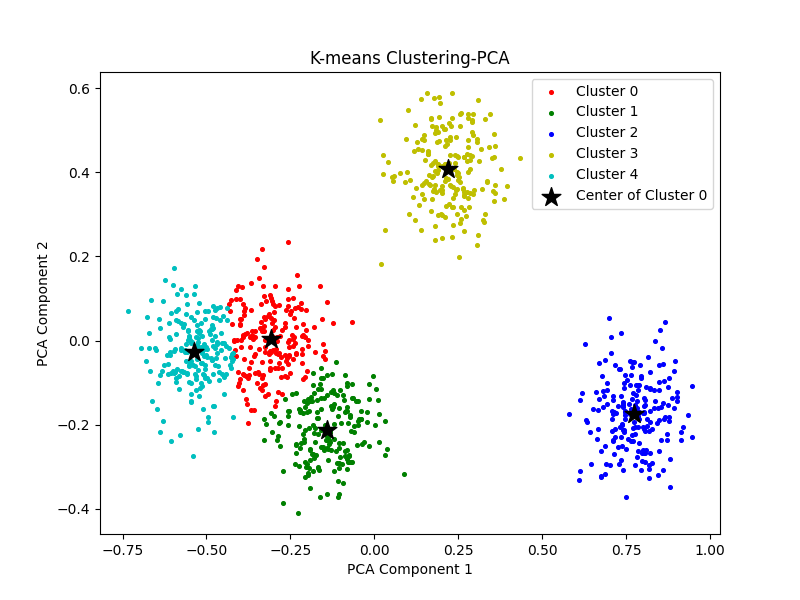 K-means Clustering-PCA
Cluster 0
Cluster 1
Cluster 2
Cluster 3
Cluster 4
Center of Cluster 0
PCA Component 2
0.6
0.4
0.2
0.0
−0.2
−0.4
−0.75
−0.50
−0.25
0.00
0.25
0.50
0.75
1.00
PCA Component 1